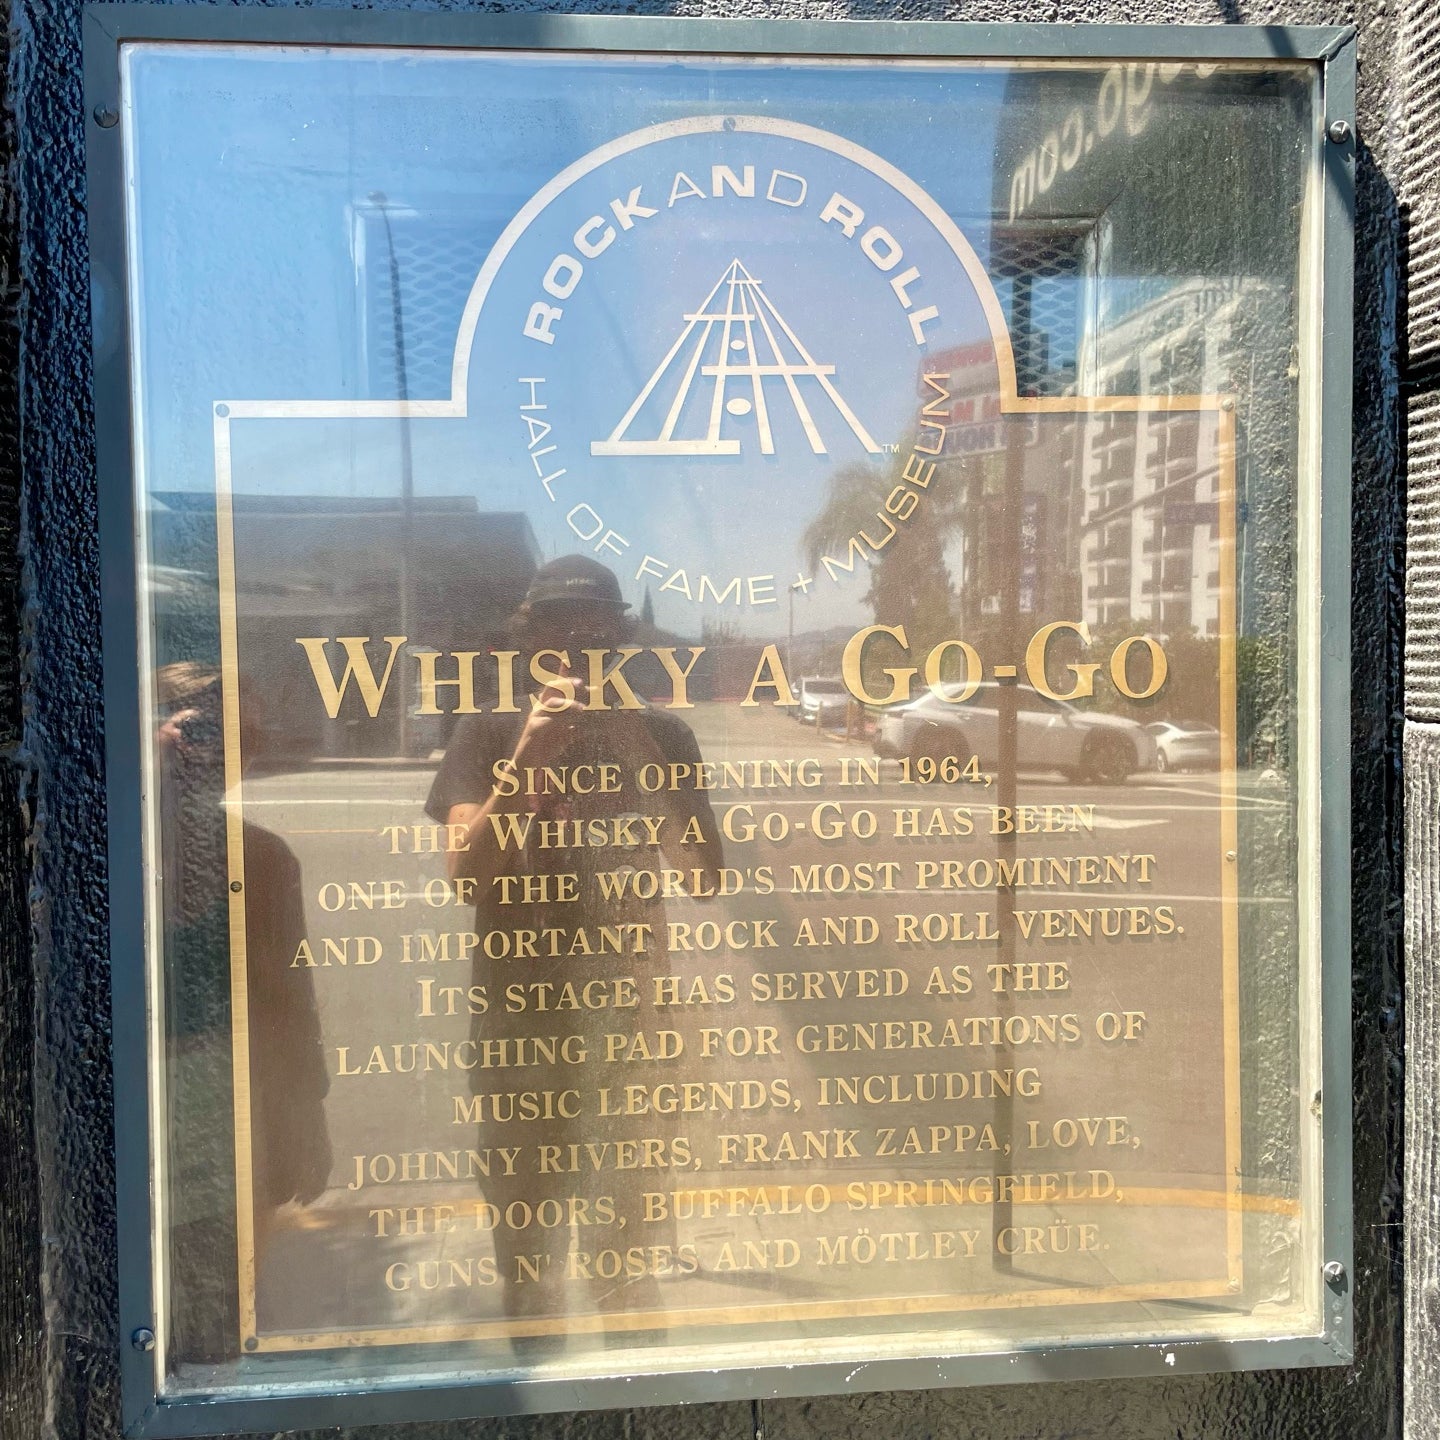 ROCK AND ROLL
HALL OF FAME + MUSEUM
TM
WHISKY A GO-GO
SINCE OPENING IN 1964,
THE WHISKY A GO-GO HAS BEEN
ONE OF THE WORLD'S MOST PROMINENT
AND IMPORTANT ROCK AND ROLL VENUES.
ITS STAGE HAS SERVED AS THE
LAUNCHING PAD FOR GENERATIONS OF
MUSIC LEGENDS, INCLUDING
JOHNNY RIVERS, FRANK ZAPPA, LOVE,
THE DOORS, BUFFALO SPRINGFIELD,
GUNS N' ROSES AND MÖTLEY CRÜE.
go.com